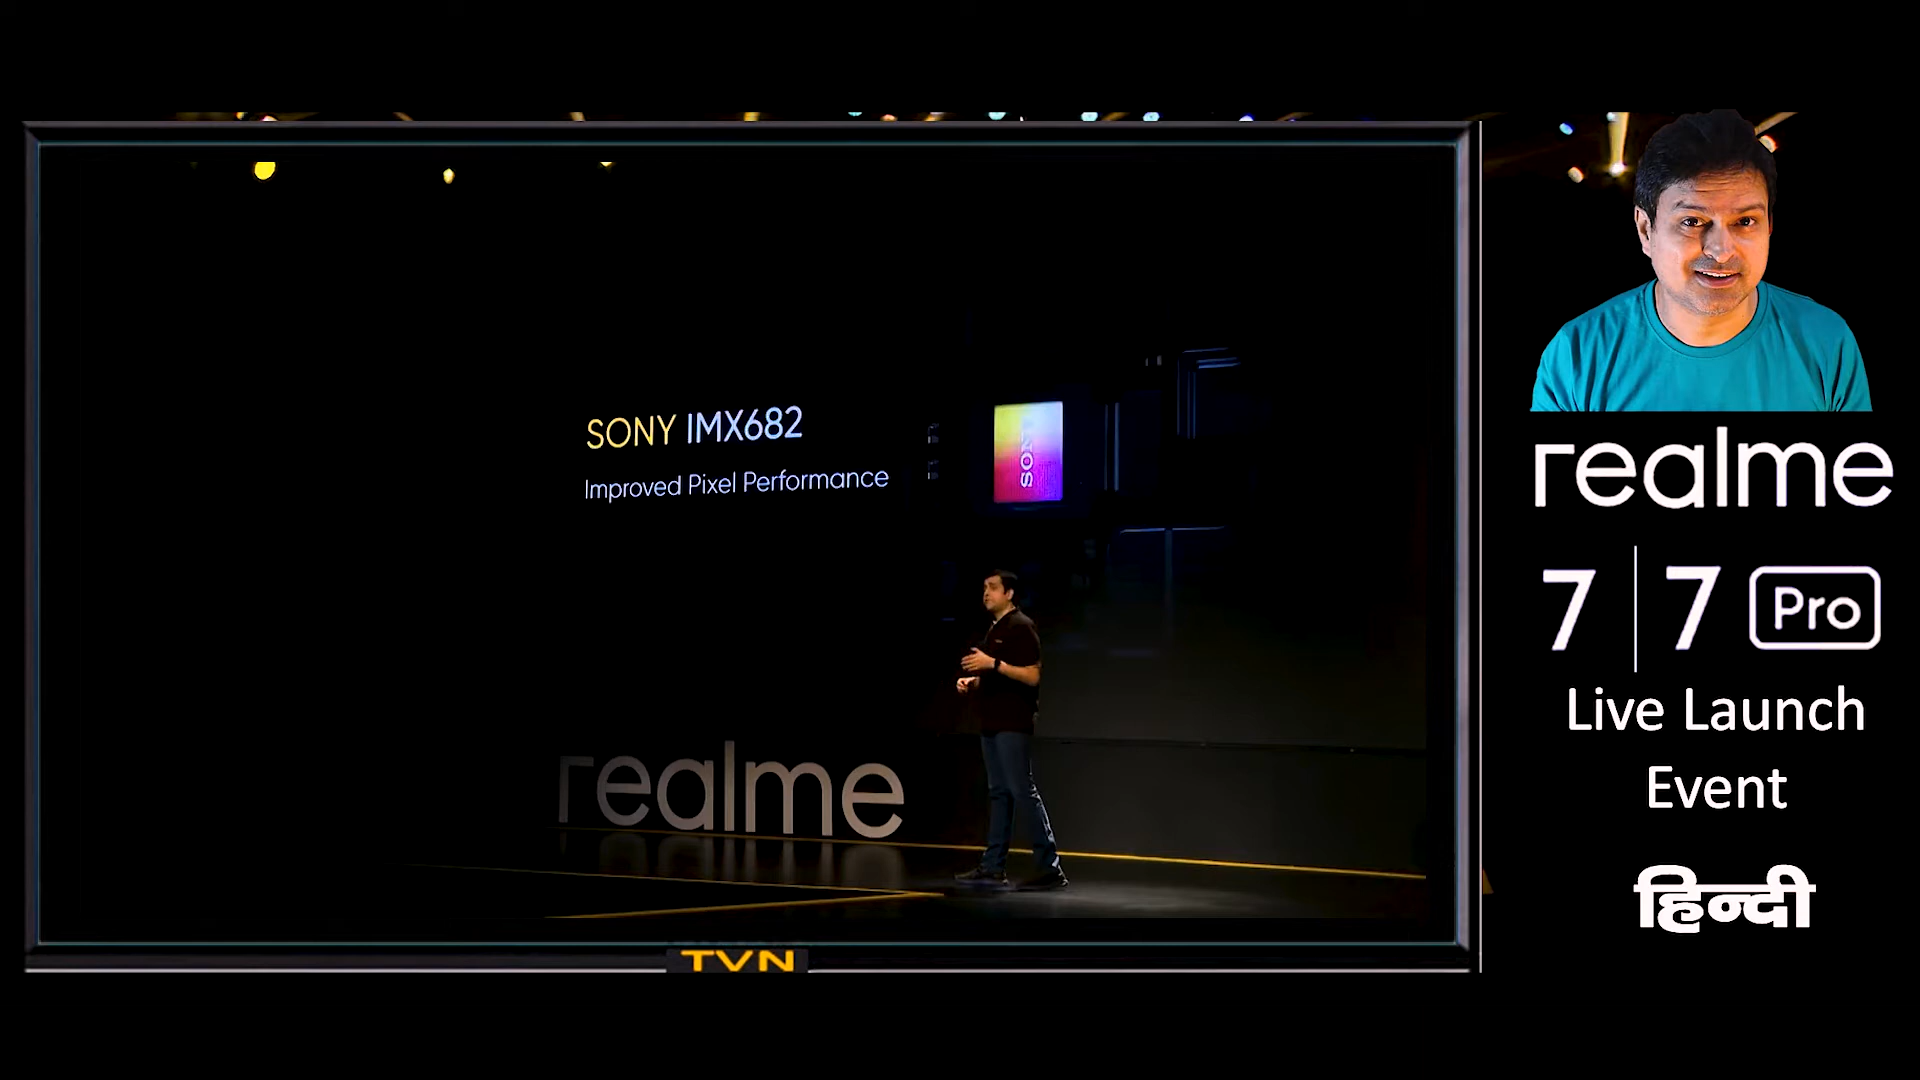 SONY IMX682
Improved Pixel Performance
SONY
realme
TVN
realme
7 | 7 Pro
Live Launch
Event
हिन्दी